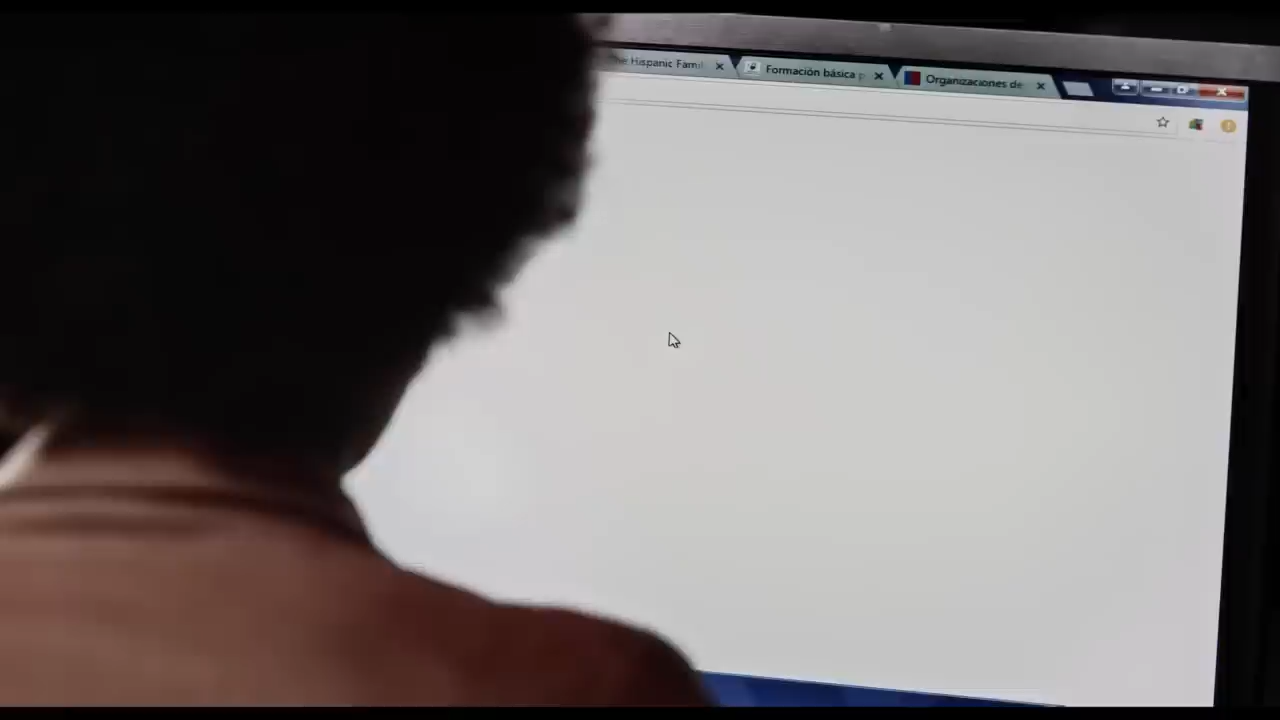 Hispanic Famil
Formación básica p
Organizaciones de